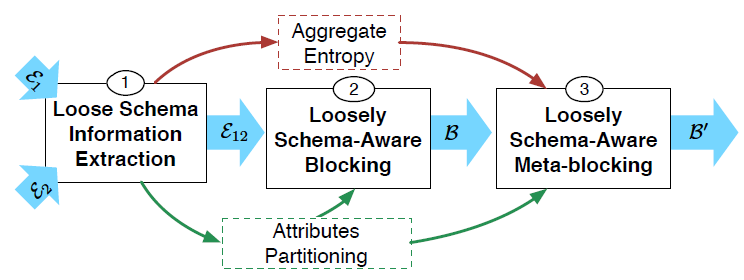 Aggregate
Entropy
ℰ1
1
Loose Schema
Information
Extraction
ℰ2
ℰ12
2
Loosely
Schema-Aware
Blocking
ℬ
3
Loosely
Schema-Aware
Meta-blocking
ℬ′
Attributes
Partitioning